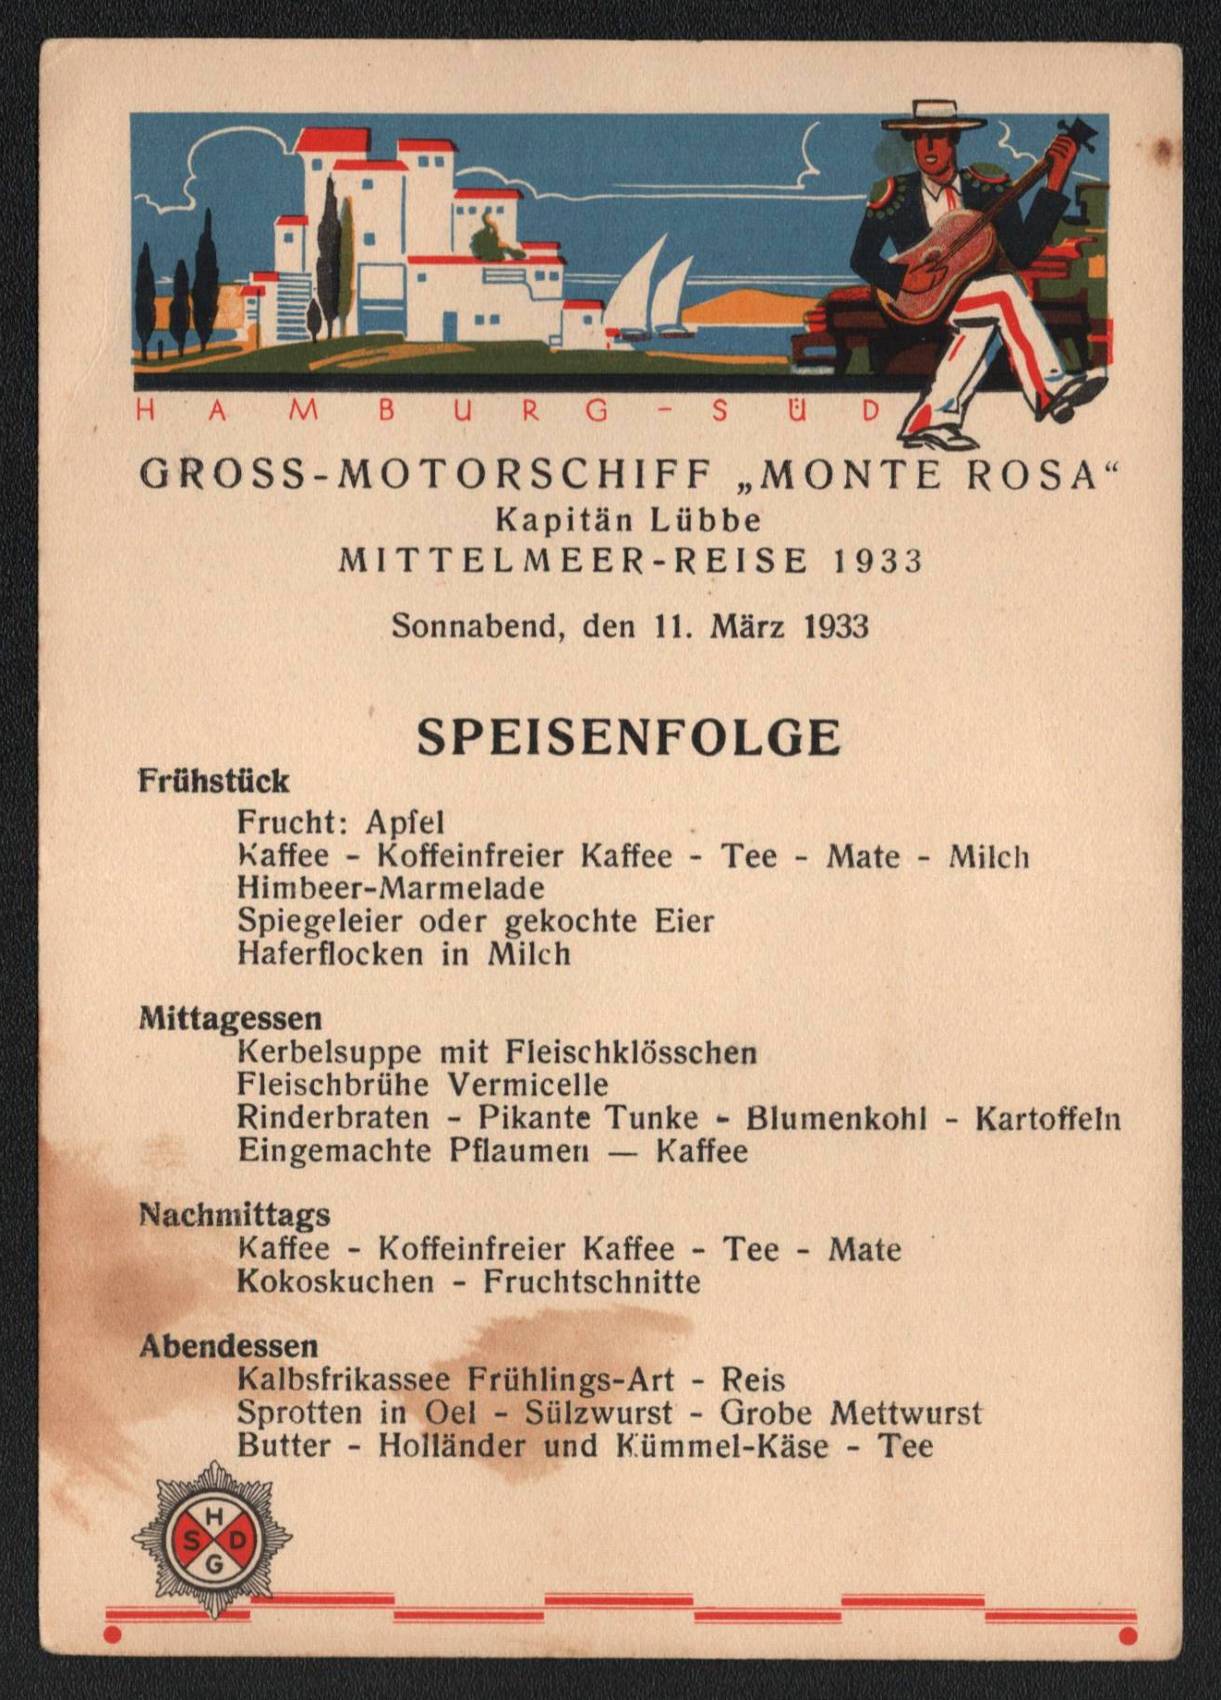 HAMBURG-SÜD
GROSS-MOTORSCHIFF „MONTE ROSA“
Kapitän Lübbe
MITTELMEER-REISE 1933
Sonnabend, den 11. März 1933
SPEISENFOLGE
Frühstück
Frucht: Apfel
Kaffee - Koffeinfreier Kaffee - Tee - Mate - Milch
Himbeer-Marmelade
Spiegeleier oder gekochte Eier
Haferflocken in Milch
Mittagessen
Kerbelsuppe mit Fleischklösschen
Fleischbrühe Vermicelle
Rinderbraten - Pikante Tunke - Blumenkohl - Kartoffeln
Eingemachte Pflaumen — Kaffee
Nachmittags
Kaffee - Koffeinfreier Kaffee - Tee - Mate
Kokoskuchen - Fruchtschnitte
Abendessen
Kalbsfrikassee Frühlings-Art - Reis
Sprotten in Oel - Sülzwurst - Grobe Mettwurst
Butter - Holländer und Kümmel-Käse - Tee
H
S D
G